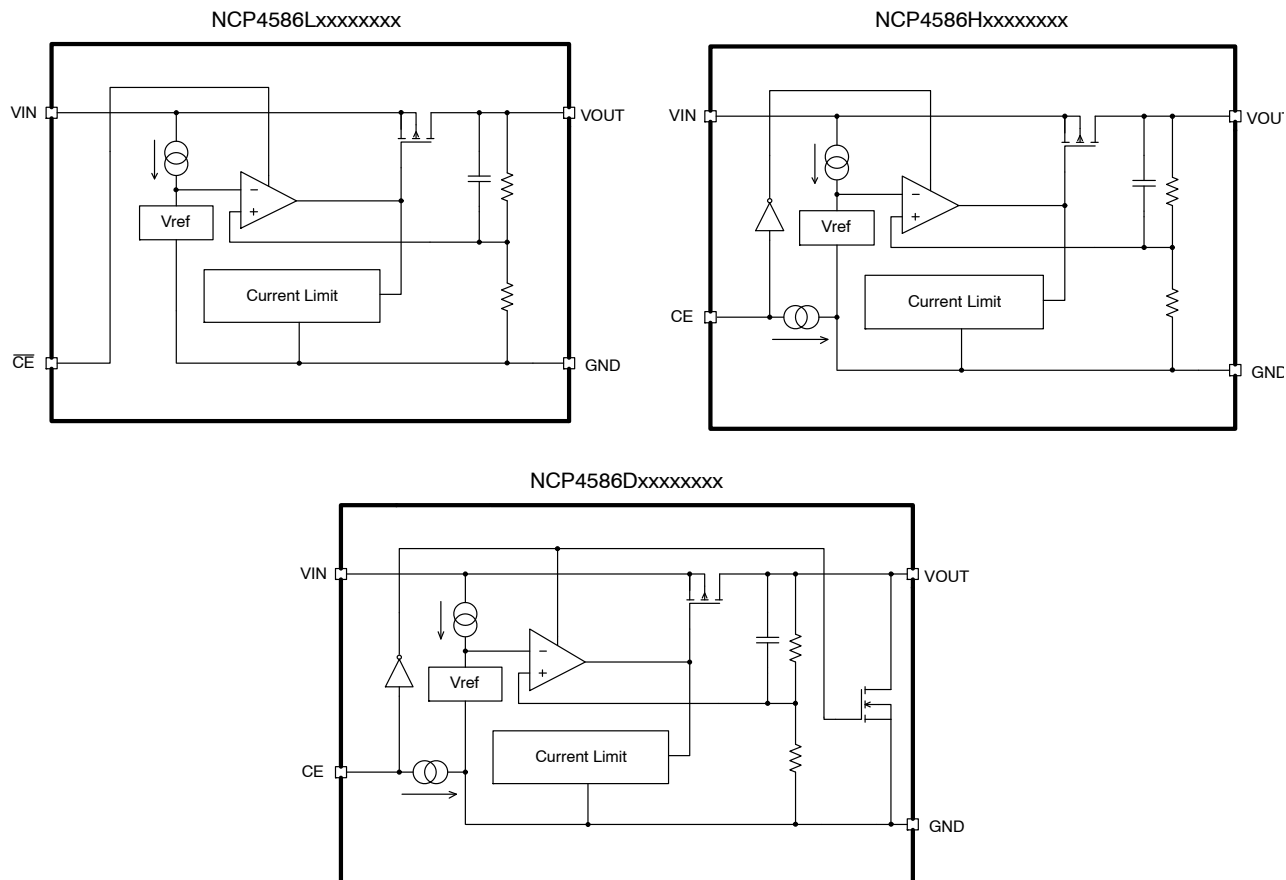 NCP4586Lxxxxxxxx
VIN
VOUT
−
+
Vref
Current Limit
C̅E̅
GND
NCP4586Hxxxxxxxx
VIN
VOUT
−
+
Vref
Current Limit
CE
GND
NCP4586Dxxxxxxxx
VIN
VOUT
−
+
Vref
Current Limit
CE
GND